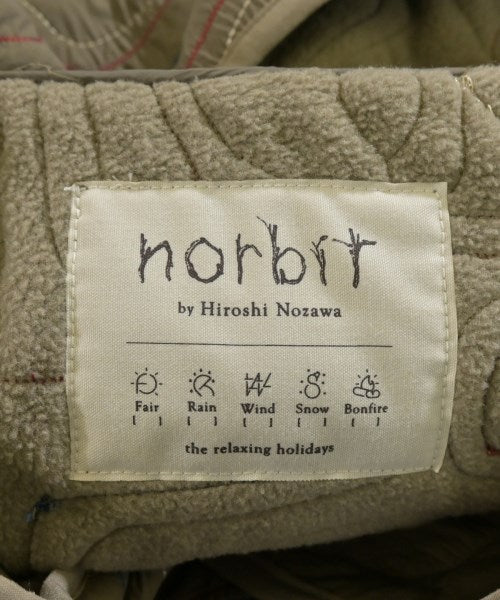 norbit
by Hiroshi Nozawa
Fair Rain Wind Snow Bonfire
[ ] [ ] [ ] [ ] [ ]
the relaxing holidays